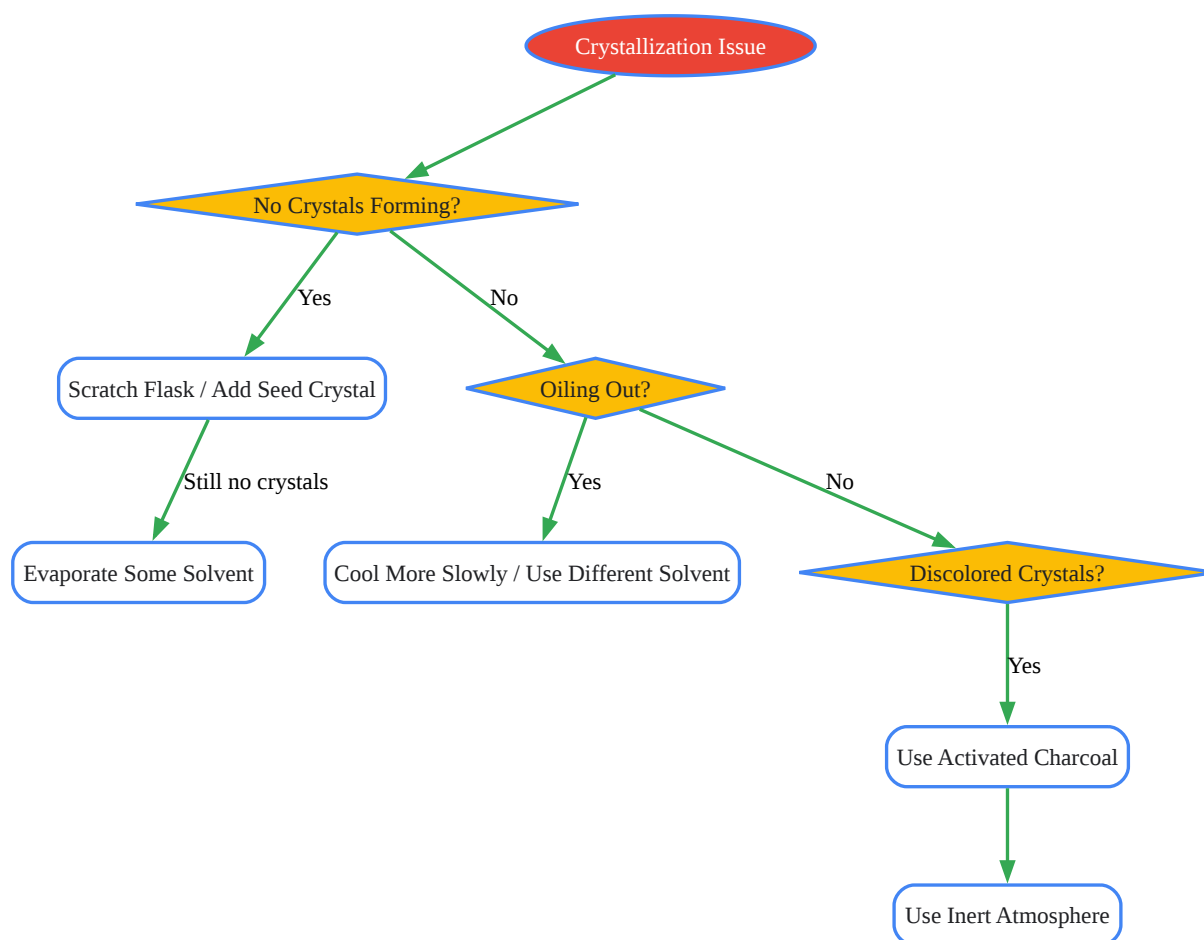 Crystallization Issue
No Crystals Forming?
Yes
No
Scratch Flask / Add Seed Crystal
Oiling Out?
Still no crystals
Yes
No
Evaporate Some Solvent
Cool More Slowly / Use Different Solvent
Discolored Crystals?
Yes
Use Activated Charcoal
Use Inert Atmosphere